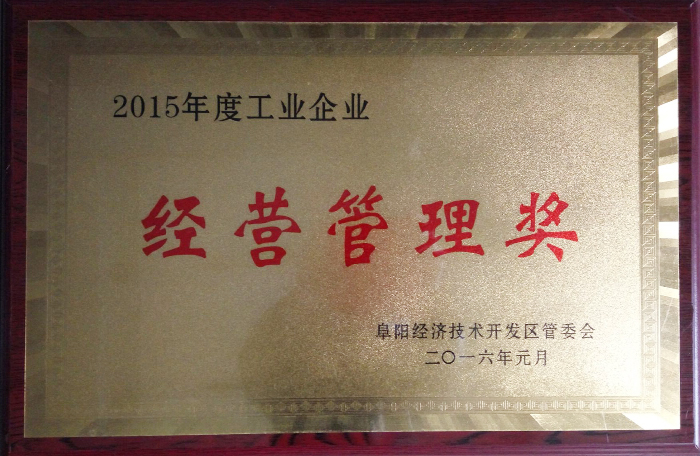 2015年度工业企业
经营管理奖
阜阳经济技术开发区管委会
二〇一六年元月